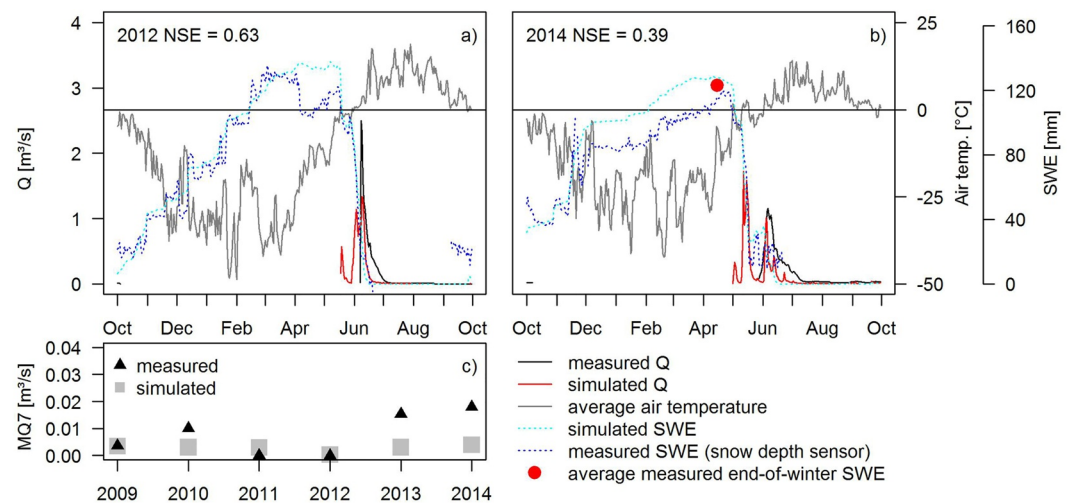 2012 NSE = 0.63
a)
2014 NSE = 0.39
b)
Q [m³/s]
4
3
2
1
0
25
0
-25
-50
Air temp. [°C]
160
120
80
40
0
SWE [mm]
Oct Dec Feb Apr Jun Aug Oct
Oct Dec Feb Apr Jun Aug Oct
MQ7 [m³/s]
0.04
0.03
0.02
0.01
0.00
measured
simulated
c)
2009 2010 2011 2012 2013 2014
measured Q
simulated Q
average air temperature
simulated SWE
measured SWE (snow depth sensor)
average measured end-of-winter SWE